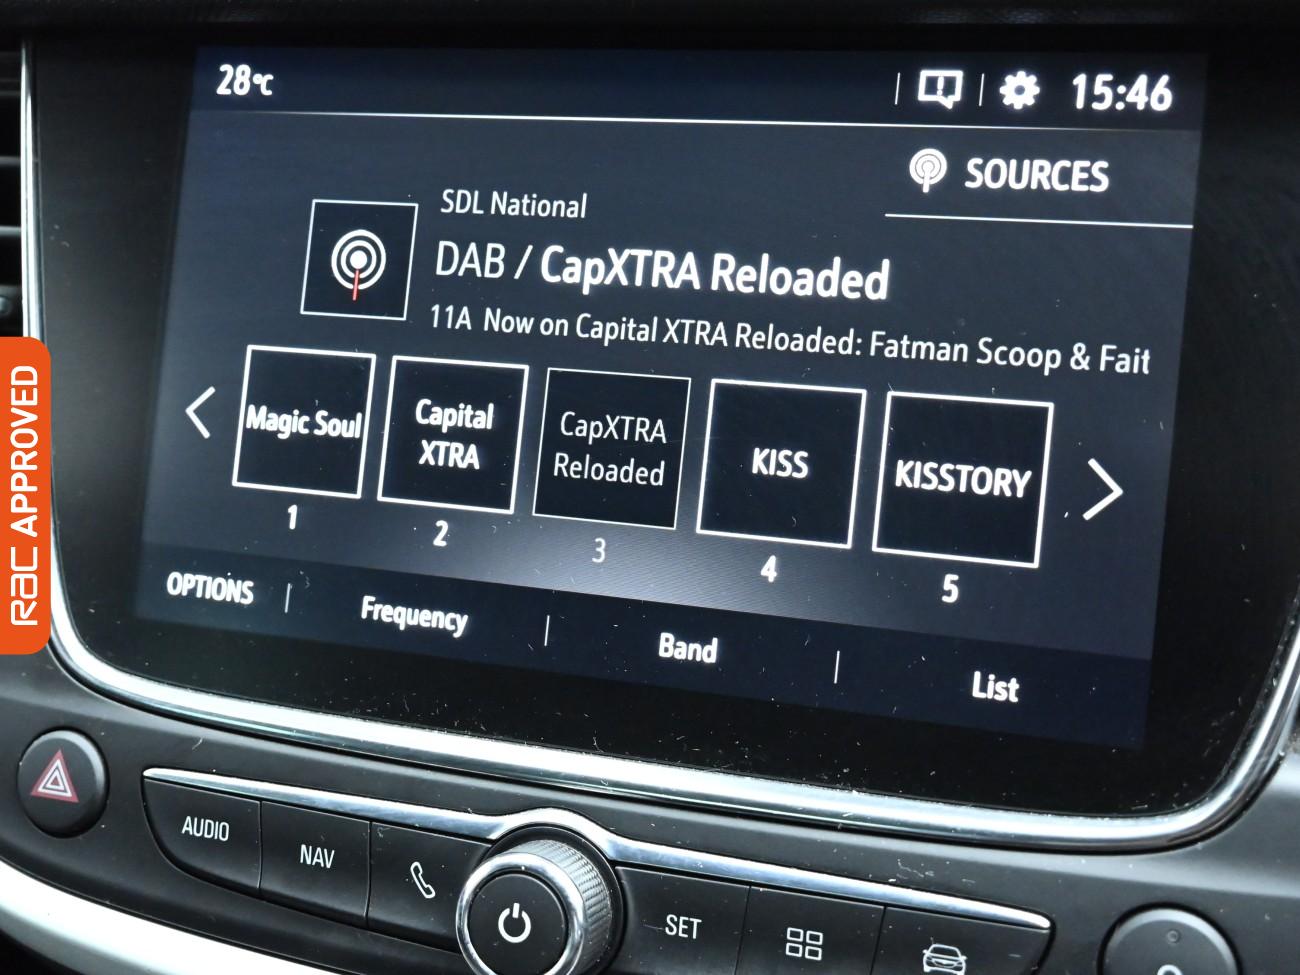 28°C
15:46
SOURCES
SDL National
DAB / CapXTRA Reloaded
11A Now on Capital XTRA Reloaded: Fatman Scoop & Fait
Magic Soul
Capital
XTRA
CapXTRA
Reloaded
KISS
KISSTORY
1
2
3
4
5
OPTIONS
Frequency
Band
List
AUDIO
NAV
SET
RAC APPROVED